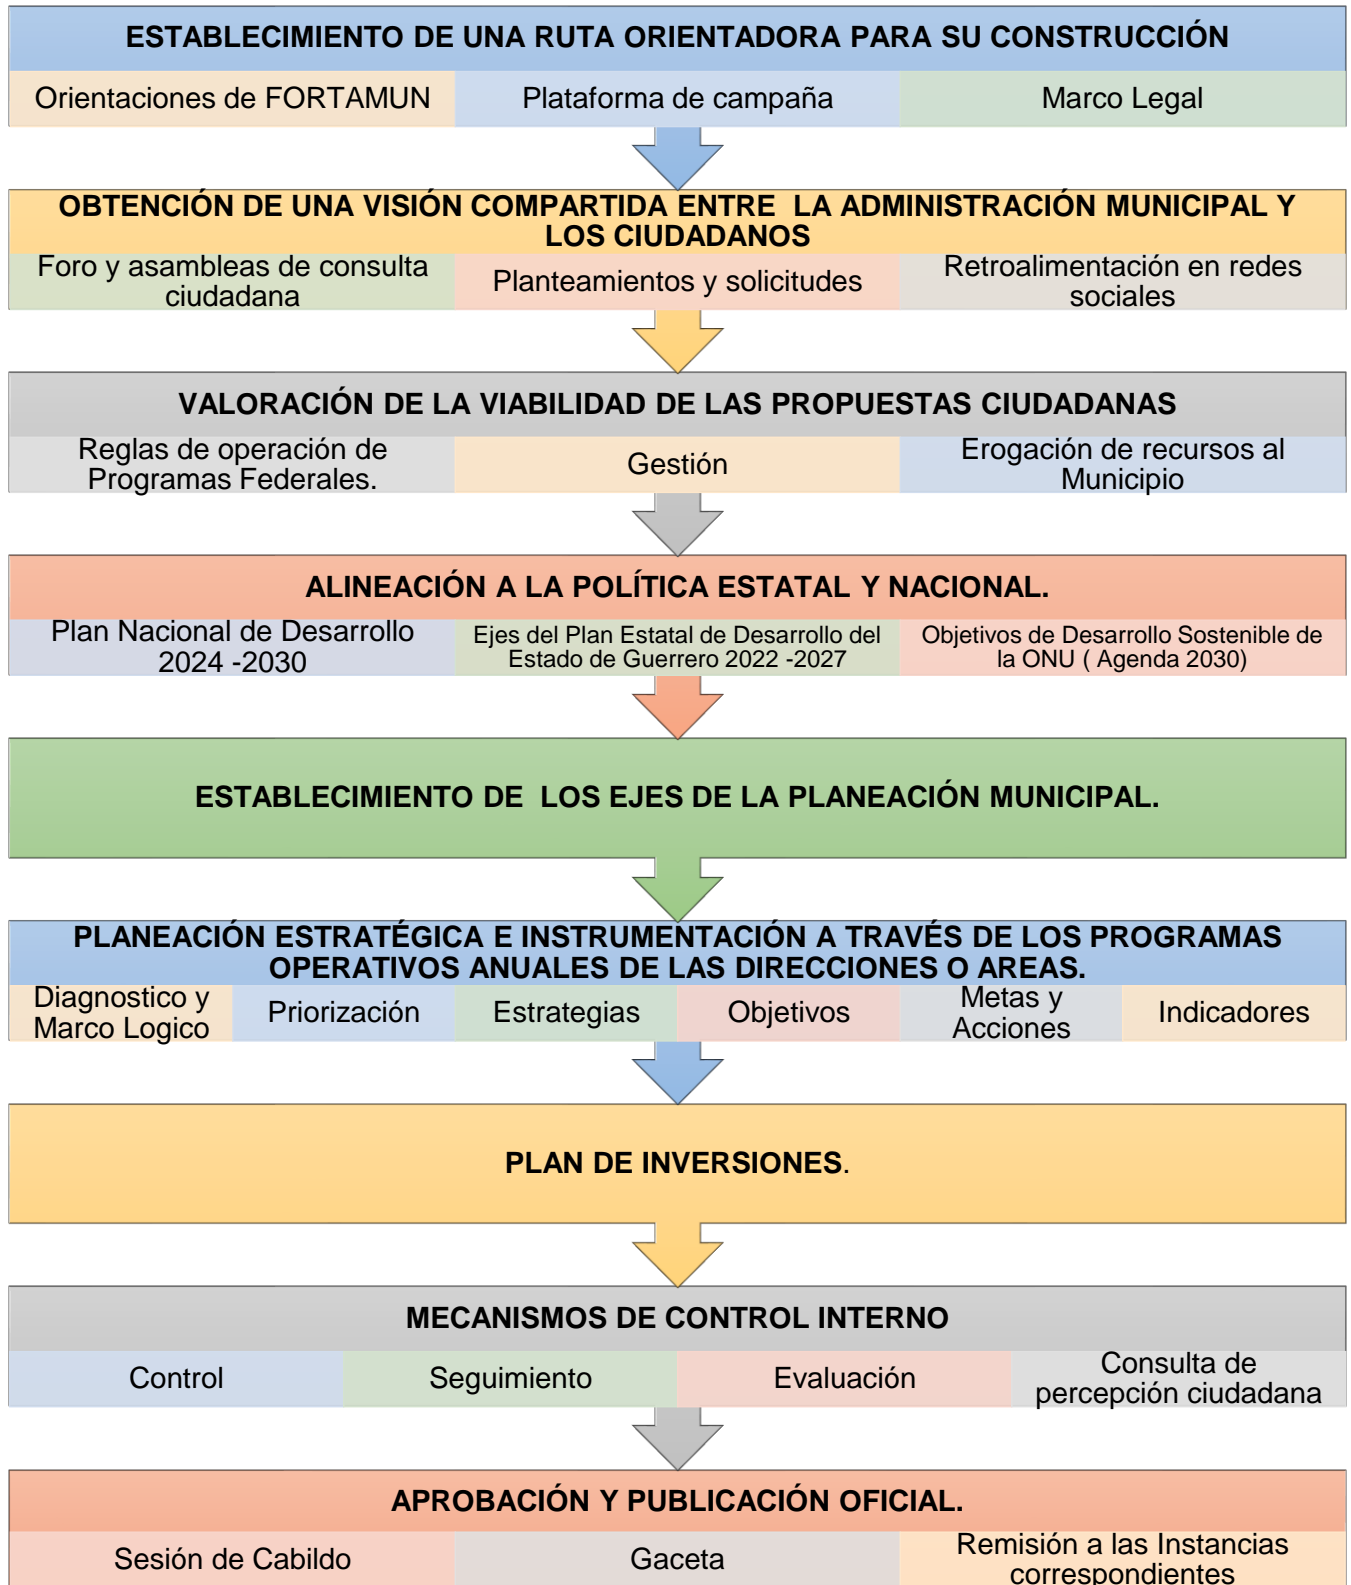 ESTABLECIMIENTO DE UNA RUTA ORIENTADORA PARA SU CONSTRUCCIÓN
Orientaciones de FORTAMUN
Plataforma de campaña
Marco Legal
OBTENCIÓN DE UNA VISIÓN COMPARTIDA ENTRE LA ADMINISTRACIÓN MUNICIPAL Y
LOS CIUDADANOS
Foro y asambleas de consulta
ciudadana
Planteamientos y solicitudes
Retroalimentación en redes
sociales
VALORACIÓN DE LA VIABILIDAD DE LAS PROPUESTAS CIUDADANAS
Reglas de operación de
Programas Federales.
Gestión
Erogación de recursos al
Municipio
ALINEACIÓN A LA POLÍTICA ESTATAL Y NACIONAL.
Plan Nacional de Desarrollo
2024 -2030
Ejes del Plan Estatal de Desarrollo del
Estado de Guerrero 2022 -2027
Objetivos de Desarrollo Sostenible de
la ONU ( Agenda 2030)
ESTABLECIMIENTO DE LOS EJES DE LA PLANEACIÓN MUNICIPAL.
PLANEACIÓN ESTRATÉGICA E INSTRUMENTACIÓN A TRAVÉS DE LOS PROGRAMAS
OPERATIVOS ANUALES DE LAS DIRECCIONES O AREAS.
Diagnostico y
Marco Logico
Priorización
Estrategias
Objetivos
Metas y
Acciones
Indicadores
PLAN DE INVERSIONES.
MECANISMOS DE CONTROL INTERNO
Control
Seguimiento
Evaluación
Consulta de
percepción ciudadana
APROBACIÓN Y PUBLICACIÓN OFICIAL.
Sesión de Cabildo
Gaceta
Remisión a las Instancias
correspondientes